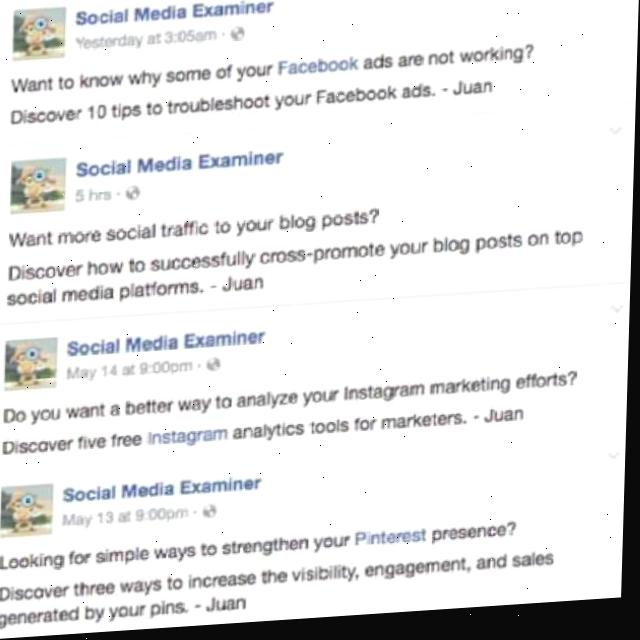 Social Media Examiner
Yesterday at 3:05am ·
Want to know why some of your Facebook ads are not working?
Discover 10 tips to troubleshoot your Facebook ads. - Juan
Social Media Examiner
5 hrs ·
Want more social traffic to your blog posts?
Discover how to successfully cross-promote your blog posts on top
social media platforms. - Juan
Social Media Examiner
May 14 at 9:00pm ·
Do you want a better way to analyze your Instagram marketing efforts?
Discover five free Instagram analytics tools for marketers. - Juan
Social Media Examiner
May 13 at 9:00pm ·
Looking for simple ways to strengthen your Pinterest presence?
Discover three ways to increase the visibility, engagement, and sales
generated by your pins. - Juan